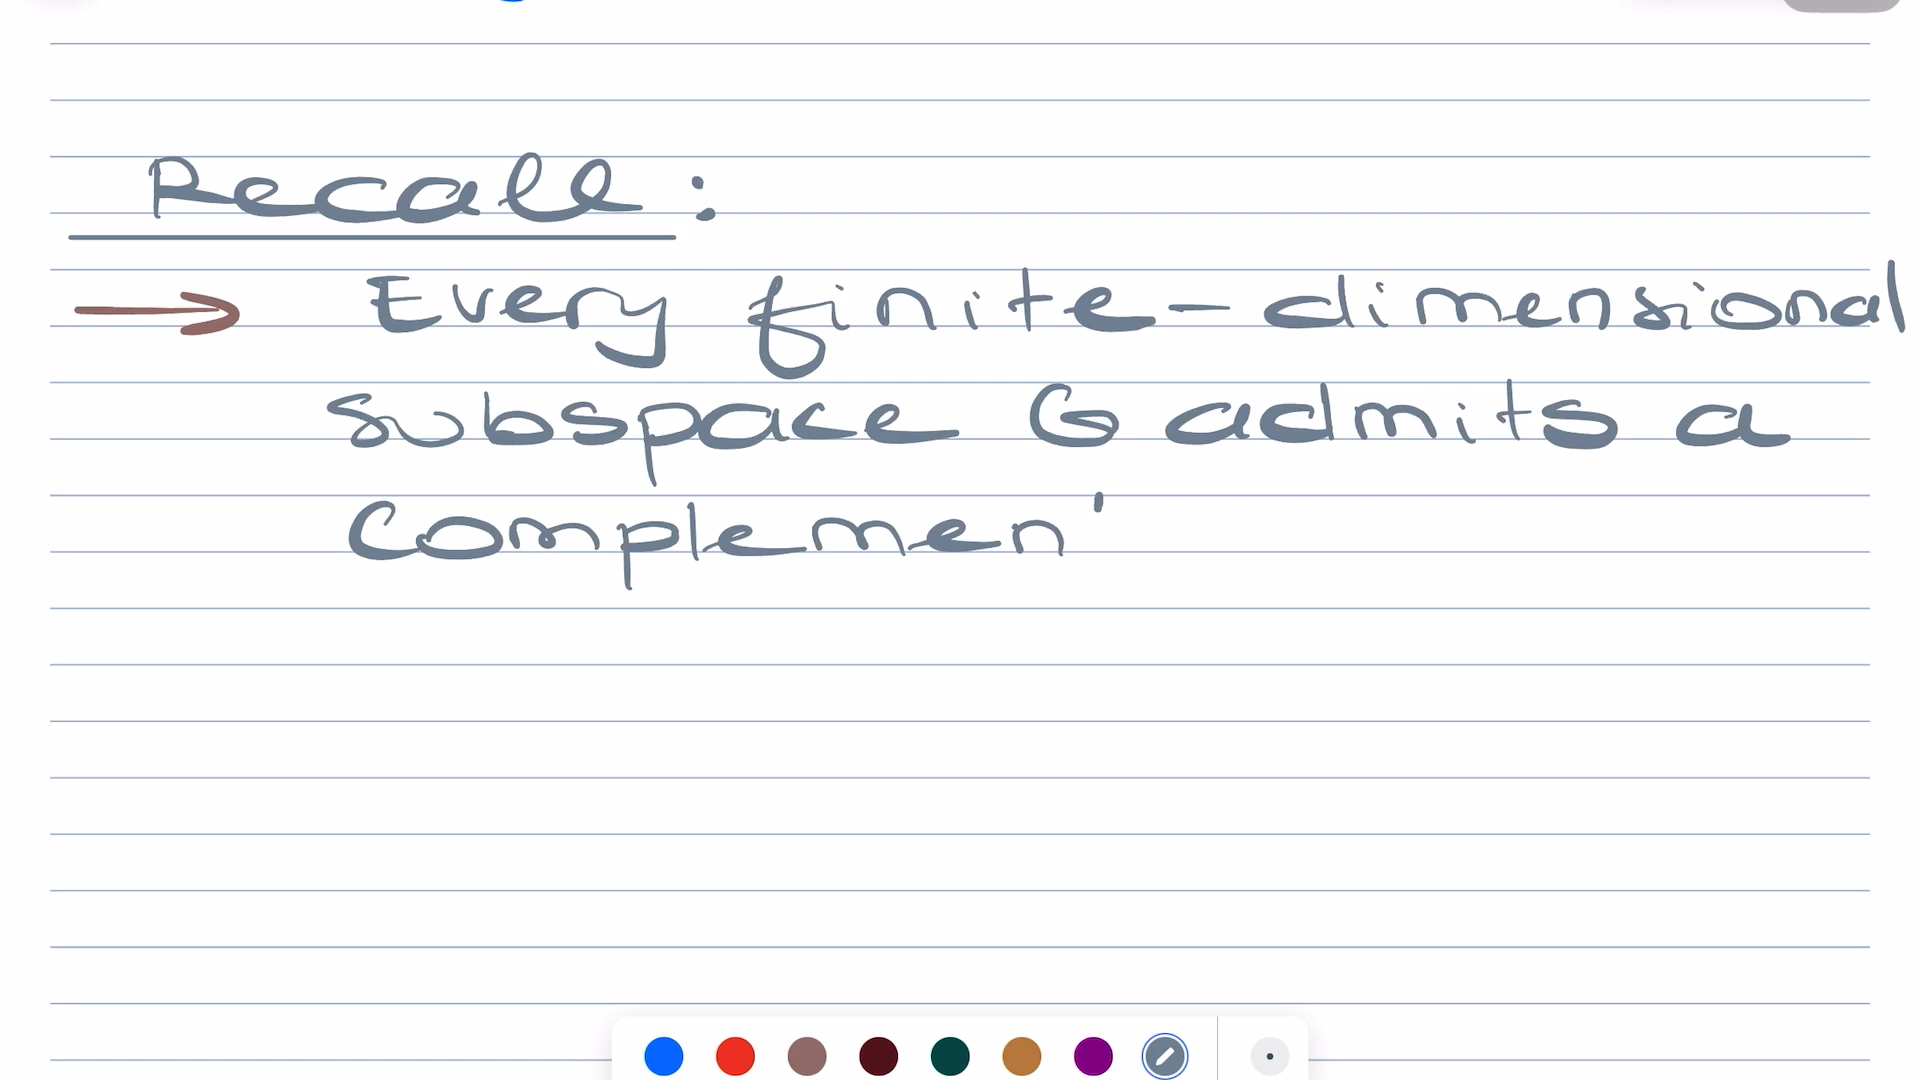 Recall :
→ Every finite-dimensional
subspace G admits a
Complemen'